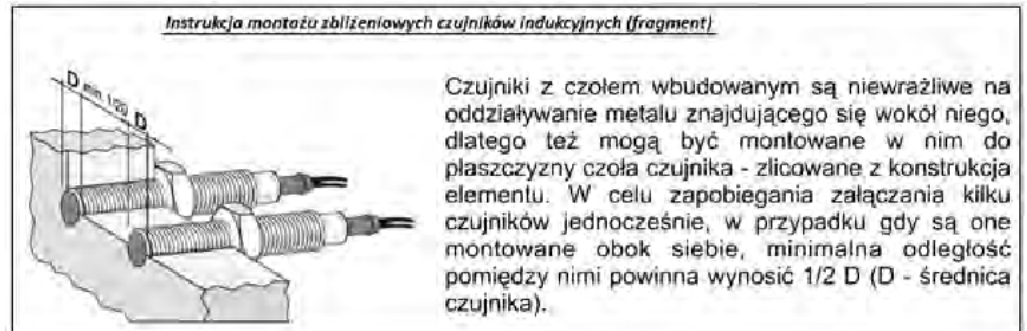 Instrukcja montażu zbliżeniowych czujników indukcyjnych (fragment)
D min. 1/2D D
Czujniki z czołem wbudowanym są niewrażliwe na
oddziaływanie metalu znajdującego się wokół niego,
dlatego też mogą być montowane w nim do
płaszczyzny czoła czujnika - zlicowane z konstrukcja
elementu. W celu zapobiegania załączania kilku
czujników jednocześnie, w przypadku gdy są one
montowane obok siebie, minimalna odległość
pomiędzy nimi powinna wynosić 1/2 D (D - średnica
czujnika).